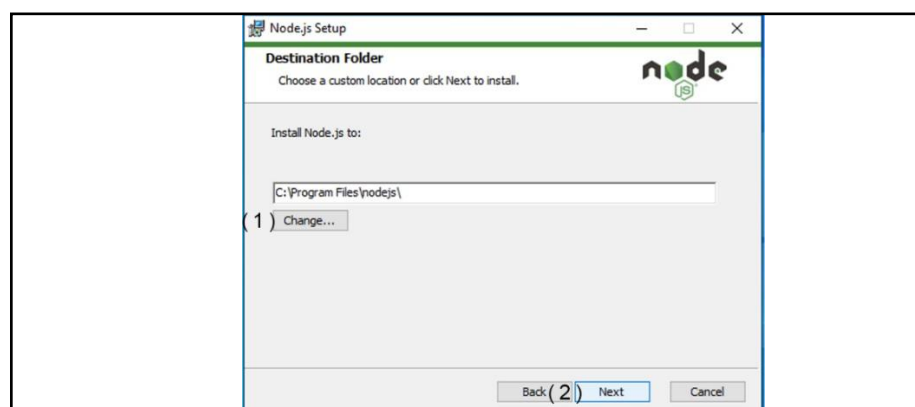 Node.js Setup
Destination Folder
Choose a custom location or click Next to install.
node
JS
Install Node.js to:
C:\Program Files\nodejs\
(1) Change...
Back (2) Next Cancel